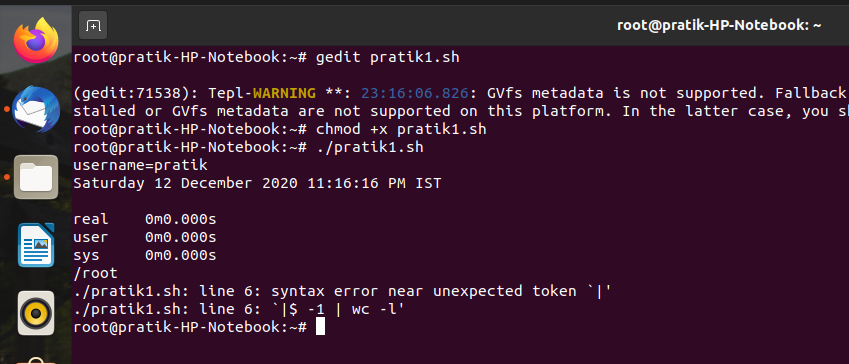 root@pratik-HP-Notebook: ~
root@pratik-HP-Notebook:~# gedit pratik1.sh
(gedit:71538): Tepl-WARNING **: 23:16:06.826: GVfs metadata is not supported. Fallback
stalled or GVfs metadata are not supported on this platform. In the latter case, you sh
root@pratik-HP-Notebook:~# chmod +x pratik1.sh
root@pratik-HP-Notebook:~# ./pratik1.sh
username=pratik
Saturday 12 December 2020 11:16:16 PM IST
real    0m0.000s
user    0m0.000s
sys     0m0.000s
/root
./pratik1.sh: line 6: syntax error near unexpected token `|'
./pratik1.sh: line 6: `|$ -1 | wc -l'
root@pratik-HP-Notebook:~#